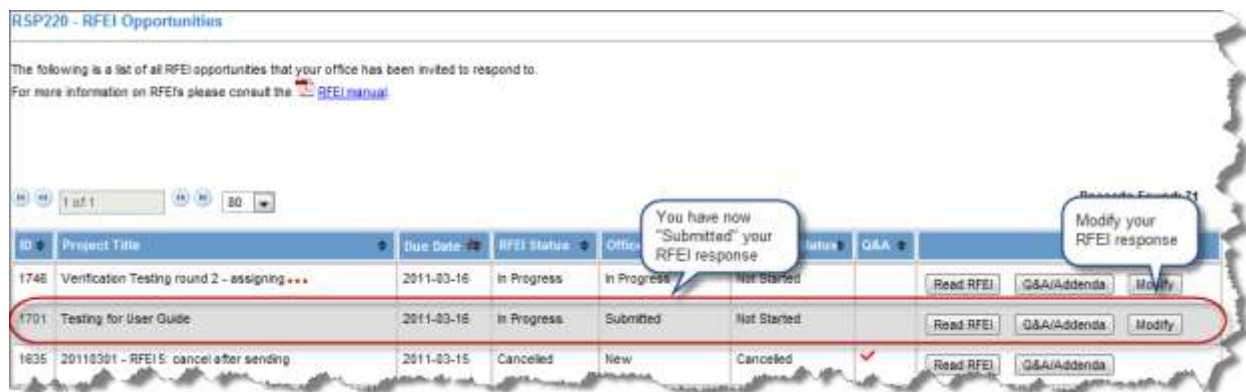 RSP220 - RFEI Opportunities
The following is a list of all RFEI opportunities that your office has been invited to respond to.
For more information on RFEI's please consult the RFEI manual.
1 of 1 80 Records Found: 71
You have now
"Submitted" your
RFEI response
Modify your
RFEI response
ID Project Title Due Date RFEI Status Office Status Q&A
1746 Verification Testing round 2 - assigning... 2011-03-16 In Progress In Progress Not Started Read RFEI Q&A/Addenda Modify
1701 Testing for User Guide 2011-03-16 In Progress Submitted Not Started Read RFEI Q&A/Addenda Modify
1635 20110301 - RFEI 5: cancel after sending 2011-03-15 Cancelled New Cancelled Read RFEI Q&A/Addenda